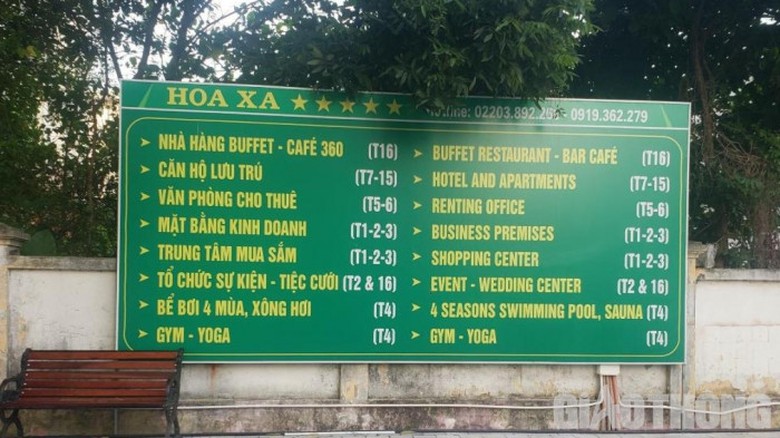 HOA XA ★★★★★
Hotline: 02203.892.266 - 0919.362.279
➤ NHÀ HÀNG BUFFET - CAFÉ 360 (T16)
➤ CĂN HỘ LƯU TRÚ (T7-15)
➤ VĂN PHÒNG CHO THUÊ (T5-6)
➤ MẶT BẰNG KINH DOANH (T1-2-3)
➤ TRUNG TÂM MUA SẮM (T1-2-3)
➤ TỔ CHỨC SỰ KIỆN - TIỆC CƯỚI (T2 & 16)
➤ BỂ BƠI 4 MÙA, XÔNG HƠI (T4)
➤ GYM - YOGA (T4)
➤ BUFFET RESTAURANT - BAR CAFÉ (T16)
➤ HOTEL AND APARTMENTS (T7-15)
➤ RENTING OFFICE (T5-6)
➤ BUSINESS PREMISES (T1-2-3)
➤ SHOPPING CENTER (T1-2-3)
➤ EVENT - WEDDING CENTER (T2 & 16)
➤ 4 SEASONS SWIMMING POOL, SAUNA (T4)
➤ GYM - YOGA (T4)
GIAOTHONG